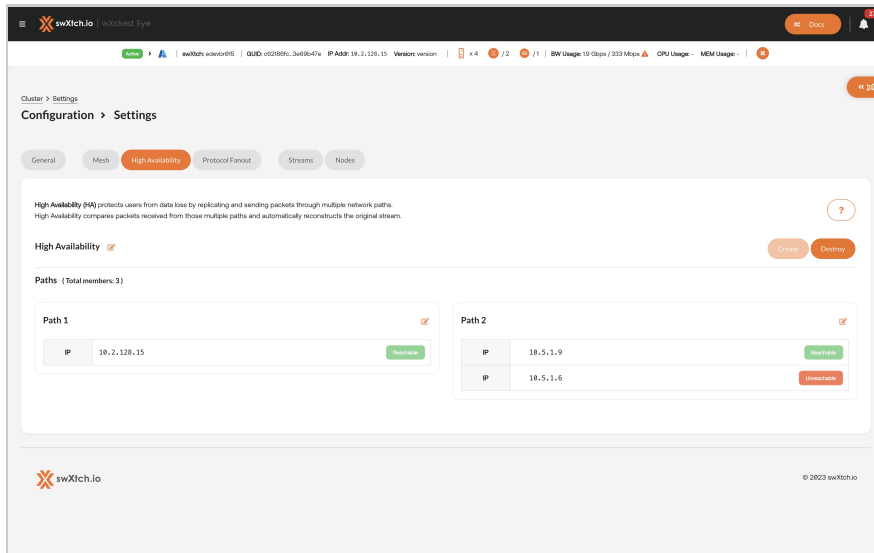 swXtch.io | wXcked Eye
Docs
Active > | swXtch: edevbr015 | GUID: c62186fc...3e69b47e IP Addr: 10.2.128.15 Version: version | x 4 / 2 / 1 | BW Usage: 1.9 Gbps / 333 Mbps CPU Usage: - MEM Usage: - |
Cluster > Settings
Configuration > Settings
General Mesh High Availability Protocol Fanout Streams Nodes
High Availability (HA) protects users from data loss by replicating and sending packets through multiple network paths.
High Availability compares packets received from those multiple paths and automatically reconstructs the original stream.
?
High Availability
Create Destroy
Paths (Total members: 3)
Path 1
IP 10.2.128.15 Reachable
Path 2
IP 10.5.1.9 Reachable
IP 10.5.1.6 Unreachable
swXtch.io
© 2023 swXtch.io